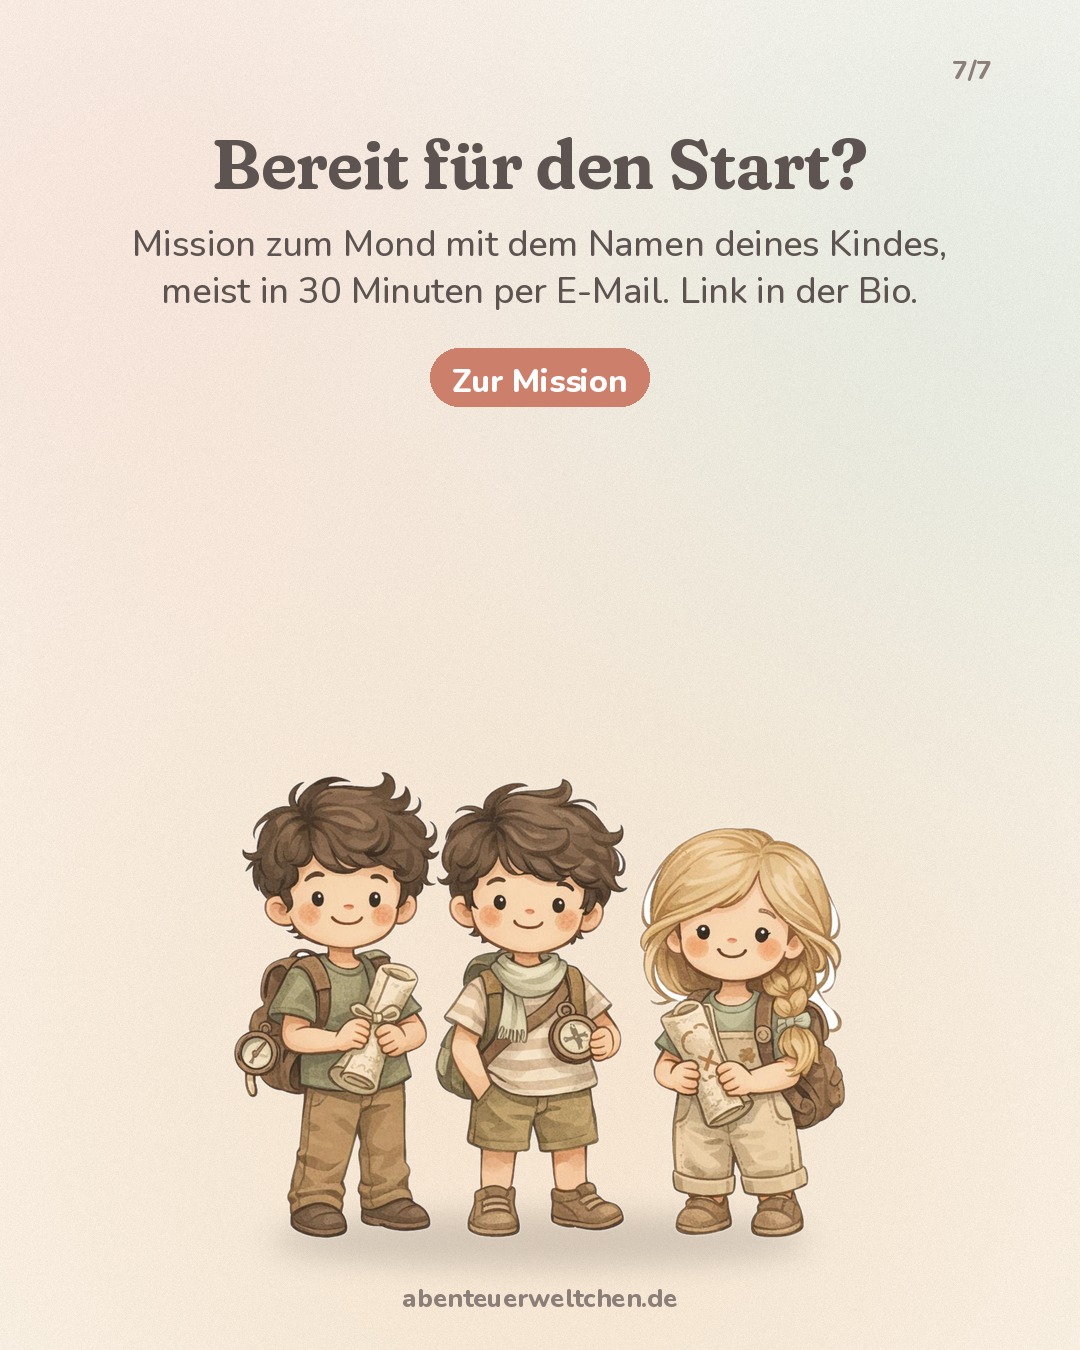 7/7
Bereit für den Start?
Mission zum Mond mit dem Namen deines Kindes,
meist in 30 Minuten per E-Mail. Link in der Bio.
Zur Mission
abenteuerweltchen.de